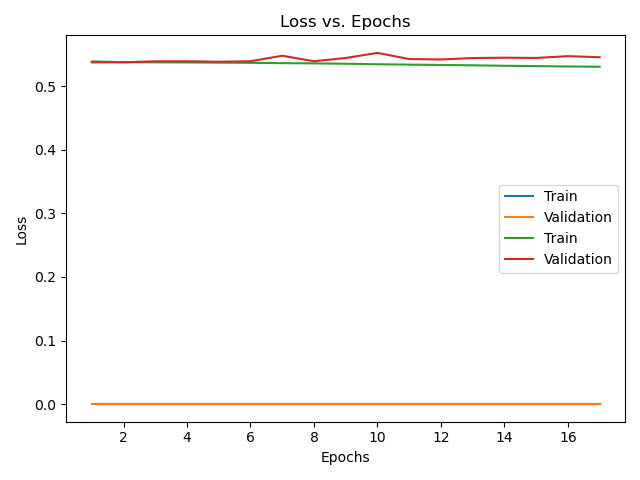 Loss vs. Epochs
Loss
0.5
0.4
0.3
0.2
0.1
0.0
Train
Validation
Train
Validation
2 4 6 8 10 12 14 16
Epochs